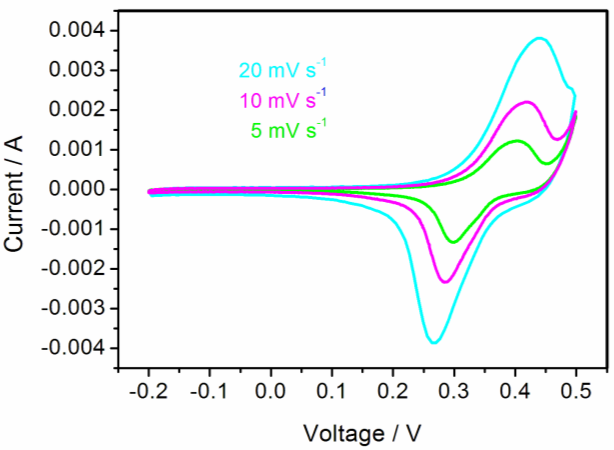 0.004
0.003
0.002
0.001
0.000
-0.001
-0.002
-0.003
-0.004
Current / A
20 mV s⁻¹
10 mV s⁻¹
5 mV s⁻¹
-0.2 -0.1 0.0 0.1 0.2 0.3 0.4 0.5
Voltage / V